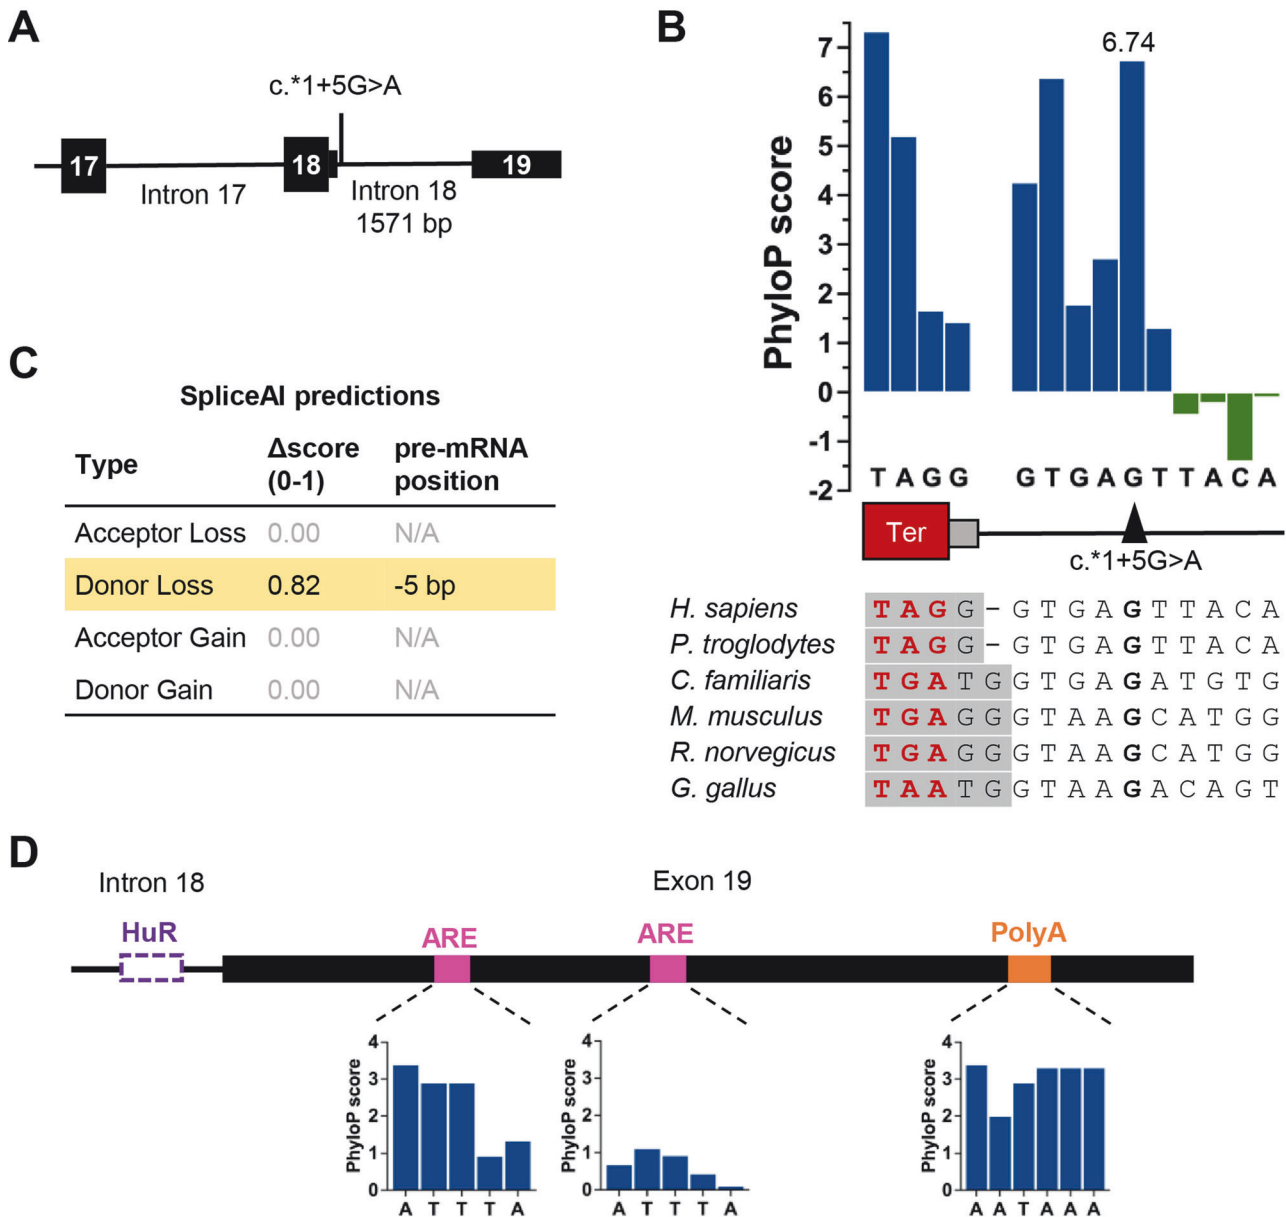 A
c.*1+5G>A
17
18
19
Intron 17
Intron 18
1571 bp
B
6.74
PhyloP score
7
6
5
4
3
2
1
0
-1
-2
T A G G G T G A G T T A C A
Ter
c.*1+5G>A
H. sapiens T A G G - G T G A G T T A C A
P. troglodytes T A G G - G T G A G T T A C A
C. familiaris T G A T G G T G A G A T G T G
M. musculus T G A G G G T A A G C A T G G
R. norvegicus T G A G G G T A A G C A T G G
G. gallus T A A T G G T A A G A C A G T
C
SpliceAI predictions
Type Δscore (0-1) pre-mRNA position
Acceptor Loss 0.00 N/A
Donor Loss 0.82 -5 bp
Acceptor Gain 0.00 N/A
Donor Gain 0.00 N/A
D
Intron 18
Exon 19
HuR
ARE
ARE
PolyA
PhyloP score
4
3
2
1
0
A T T T A
PhyloP score
4
3
2
1
0
A T T T A
PhyloP score
4
3
2
1
0
A A T A A A